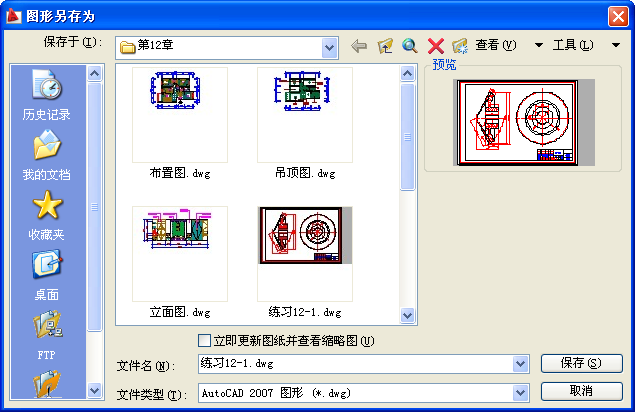 图形另存为
保存于(I):
第12章
查看(V)
工具(L)
历史记录
我的文档
收藏夹
桌面
FTP
布置图.dwg
吊顶图.dwg
立面图.dwg
练习12-1.dwg
预览
立即更新图纸并查看缩略图(U)
文件名(N):
练习12-1.dwg
保存(S)
文件类型(T):
AutoCAD 2007 图形 (*.dwg)
取消